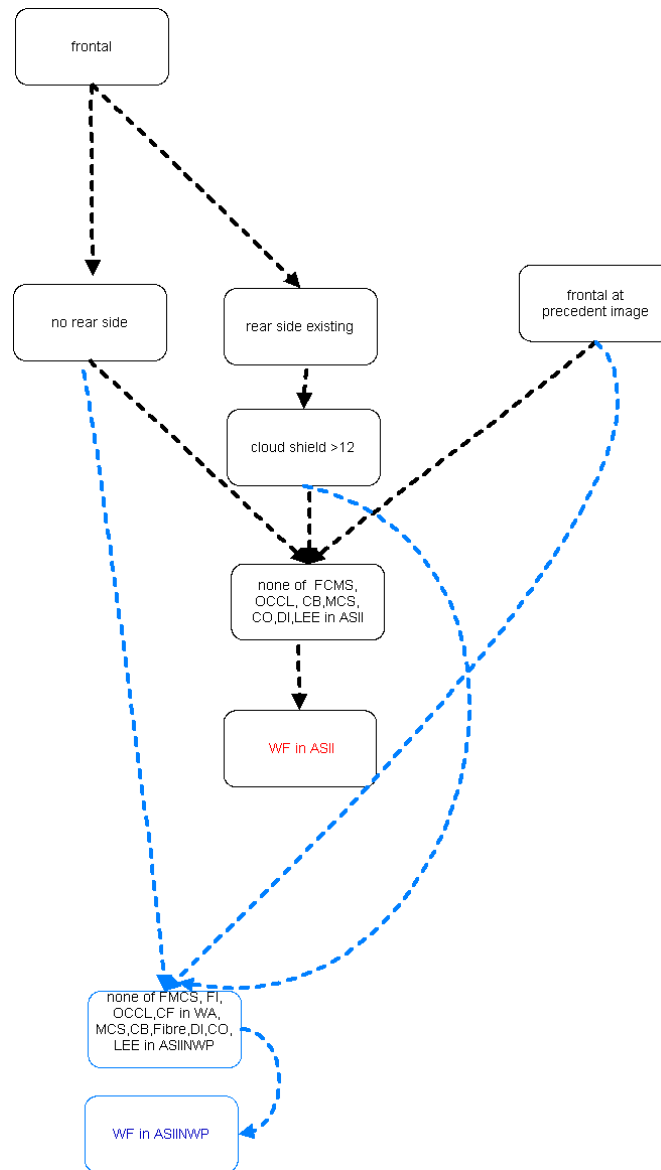 frontal
no rear side
rear side existing
frontal at
precedent image
cloud shield >12
none of  FCMS,
OCCL, CB,MCS,
CO,DI,LEE in ASII
WF in ASII
none of FMCS, FI,
OCCL,CF in WA,
MCS,CB,Fibre,DI,CO,
LEE in ASIINWP
WF in ASIINWP